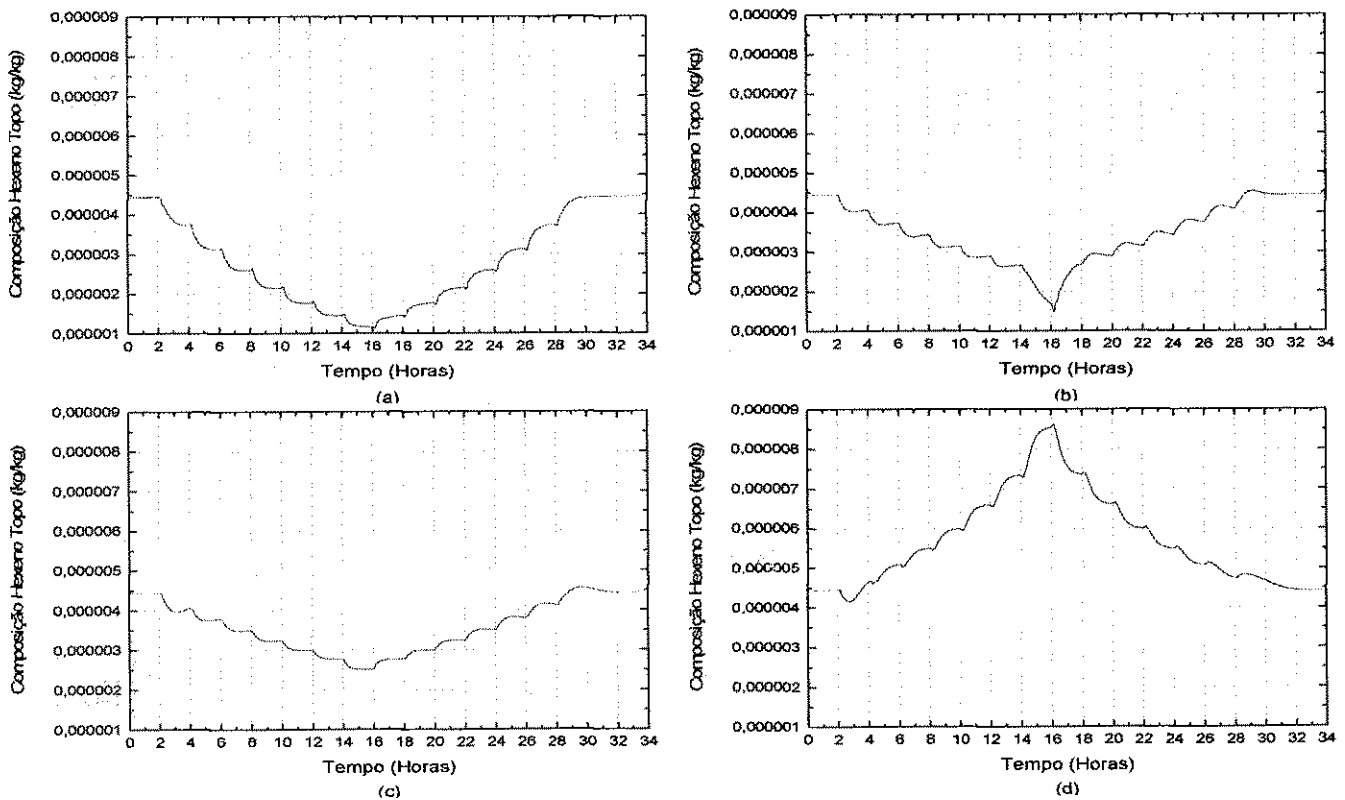 0,000009
0,000008
0,000007
0,000006
0,000005
0,000004
0,000003
0,000002
0,000001
Composição Hexeno Topo (kg/kg)
0 2 4 6 8 10 12 14 16 18 20 22 24 26 28 30 32 34
Tempo (Horas)
(a)
0,000009
0,000008
0,000007
0,000006
0,000005
0,000004
0,000003
0,000002
0,000001
Composição Hexeno Topo (kg/kg)
0 2 4 6 8 10 12 14 16 18 20 22 24 26 28 30 32 34
Tempo (Horas)
(b)
0,000009
0,000008
0,000007
0,000006
0,000005
0,000004
0,000003
0,000002
0,000001
Composição Hexeno Topo (kg/kg)
0 2 4 6 8 10 12 14 16 18 20 22 24 26 28 30 32 34
Tempo (Horas)
(c)
0,000009
0,000008
0,000007
0,000006
0,000005
0,000004
0,000003
0,000002
0,000001
Composição Hexeno Topo (kg/kg)
0 2 4 6 8 10 12 14 16 18 20 22 24 26 28 30 32 34
Tempo (Horas)
(d)